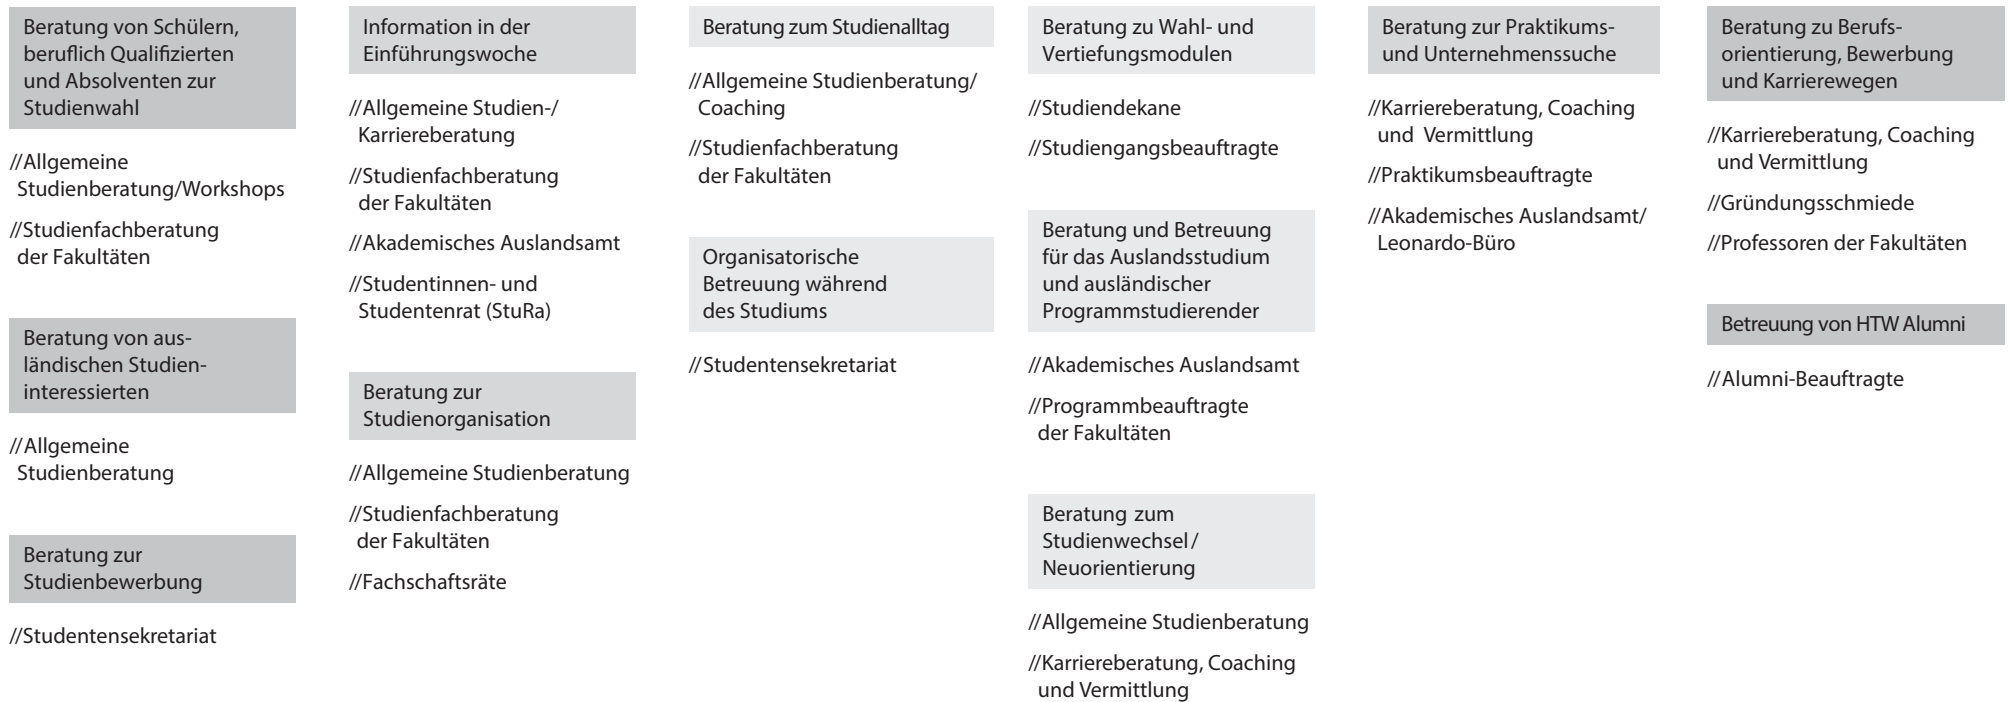 Beratung von Schülern,
beruflich Qualifizierten
und Absolventen zur
Studienwahl
//Allgemeine
Studienberatung/Workshops
//Studienfachberatung
der Fakultäten
Beratung von aus-
ländischen Studien-
interessierten
//Allgemeine
Studienberatung
Beratung zur
Studienbewerbung
//Studentensekretariat
Information in der
Einführungswoche
//Allgemeine Studien-/
Karriereberatung
//Studienfachberatung
der Fakultäten
//Akademisches Auslandsamt
//Studentinnen- und
Studentenrat (StuRa)
Beratung zur
Studienorganisation
//Allgemeine Studienberatung
//Studienfachberatung
der Fakultäten
//Fachschaftsräte
Beratung zum Studienalltag
//Allgemeine Studienberatung/
Coaching
//Studienfachberatung
der Fakultäten
Organisatorische
Betreuung während
des Studiums
//Studentensekretariat
Beratung zu Wahl- und
Vertiefungsmodulen
//Studiendekane
//Studiengangsbeauftragte
Beratung und Betreuung
für das Auslandsstudium
und ausländischer
Programmstudierender
//Akademisches Auslandsamt
//Programmbeauftragte
der Fakultäten
Beratung zum
Studienwechsel/
Neuorientierung
//Allgemeine Studienberatung
//Karriereberatung, Coaching
und Vermittlung
Beratung zur Praktikums-
und Unternehmenssuche
//Karriereberatung, Coaching
und Vermittlung
//Praktikumsbeauftragte
//Akademisches Auslandsamt/
Leonardo-Büro
Beratung zu Berufs-
orientierung, Bewerbung
und Karrierewegen
//Karriereberatung, Coaching
und Vermittlung
//Gründungsschmiede
//Professoren der Fakultäten
Betreuung von HTW Alumni
//Alumni-Beauftragte